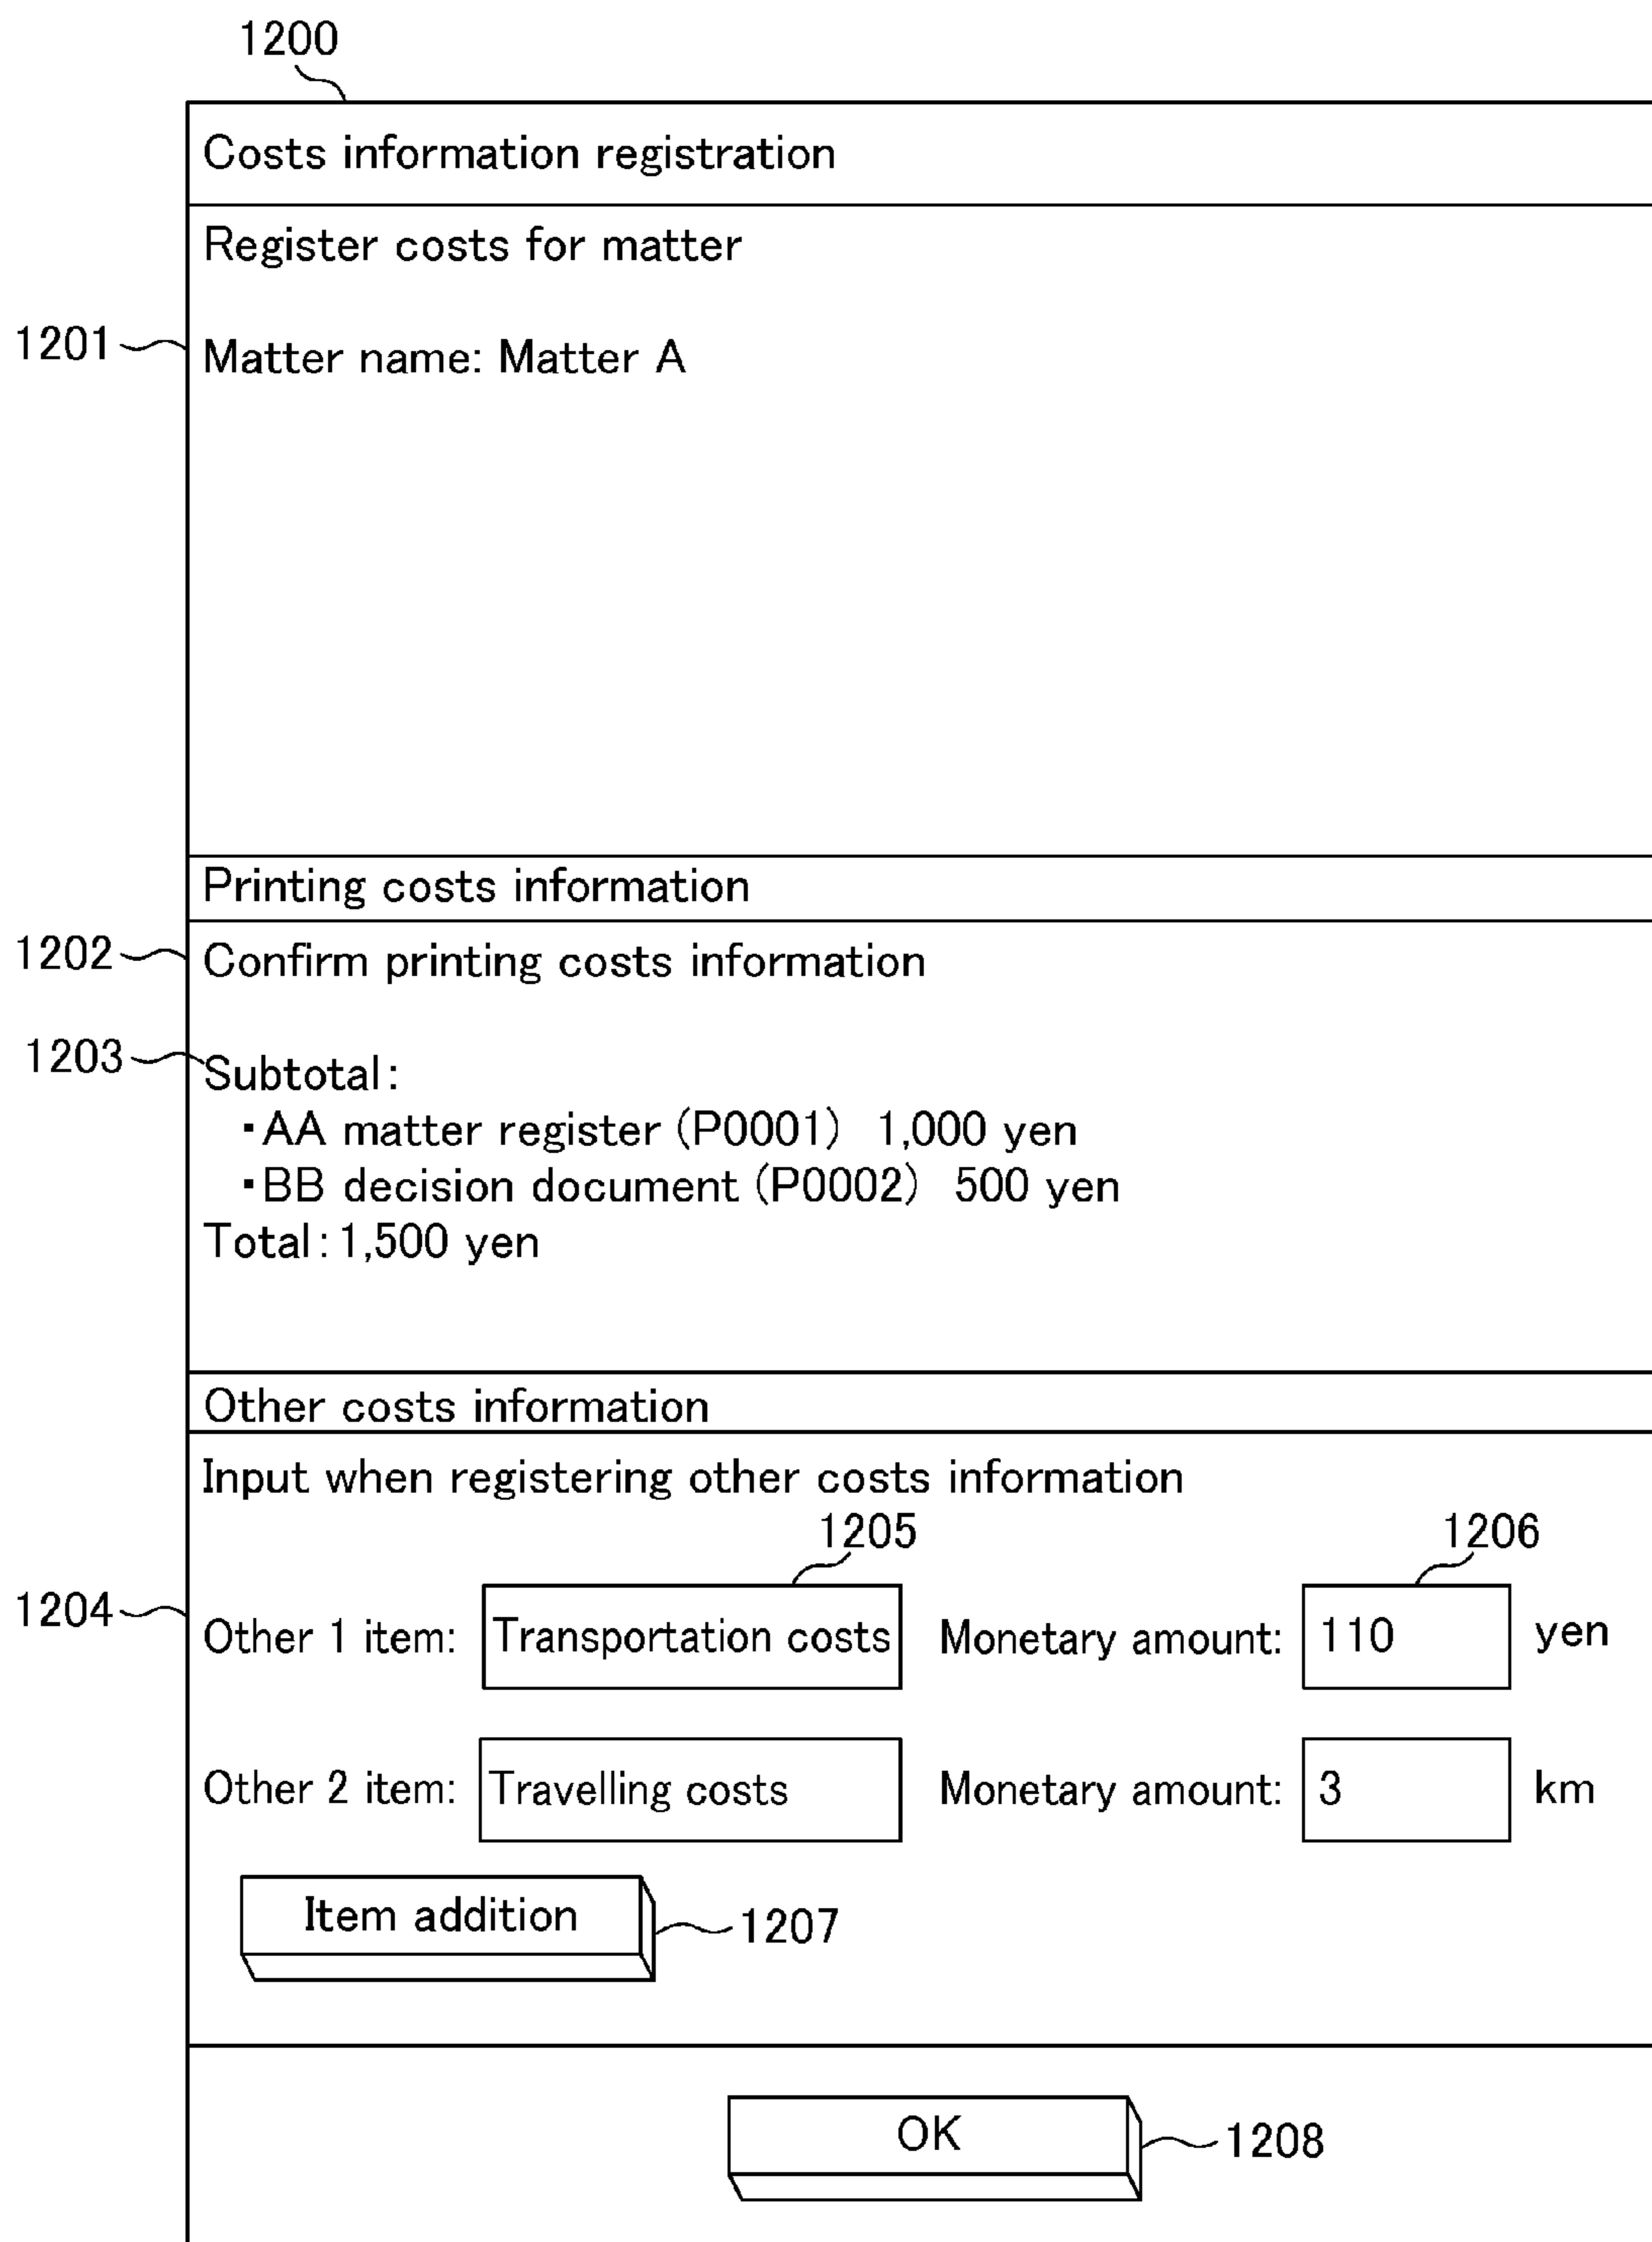 1200
Costs information registration
Register costs for matter
1201
Matter name: Matter A
Printing costs information
1202
Confirm printing costs information
1203
Subtotal:
・AA matter register (P0001) 1,000 yen
・BB decision document (P0002) 500 yen
Total: 1,500 yen
Other costs information
Input when registering other costs information
1205 1206
1204
Other 1 item: Transportation costs Monetary amount: 110 yen
Other 2 item: Travelling costs Monetary amount: 3 km
Item addition
1207
OK
1208